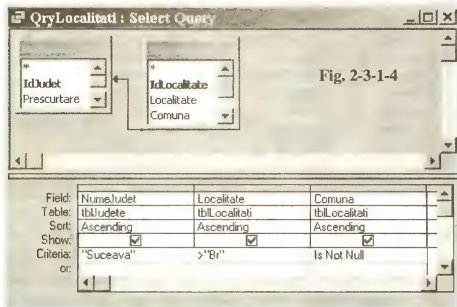 QryLocalitati : Select Query
*
IdJudet
Prescurtare
*
IdLocalitate
Localitate
Comuna
Fig. 2-3-1-4
Field: NumeJudet Localitate Comuna
Table: tblJudete tblLocalitati tblLocalitati
Sort: Ascending Ascending Ascending
Show:
Criteria: "Suceava" >"Br" Is Not Null
or: